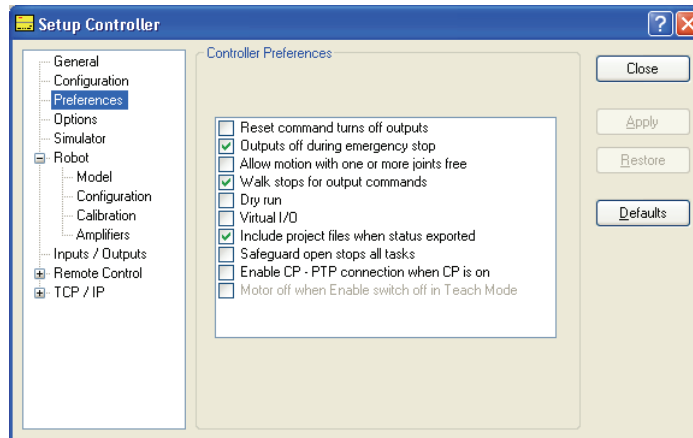 Setup Controller
General
Configuration
Preferences
Options
Simulator
Robot
Model
Configuration
Calibration
Amplifiers
Inputs / Outputs
Remote Control
TCP / IP
Controller Preferences
Reset command turns off outputs
Outputs off during emergency stop
Allow motion with one or more joints free
Walk stops for output commands
Dry run
Virtual I/O
Include project files when status exported
Safeguard open stops all tasks
Enable CP - PTP connection when CP is on
Motor off when Enable switch off in Teach Mode
Close
Apply
Restore
Defaults